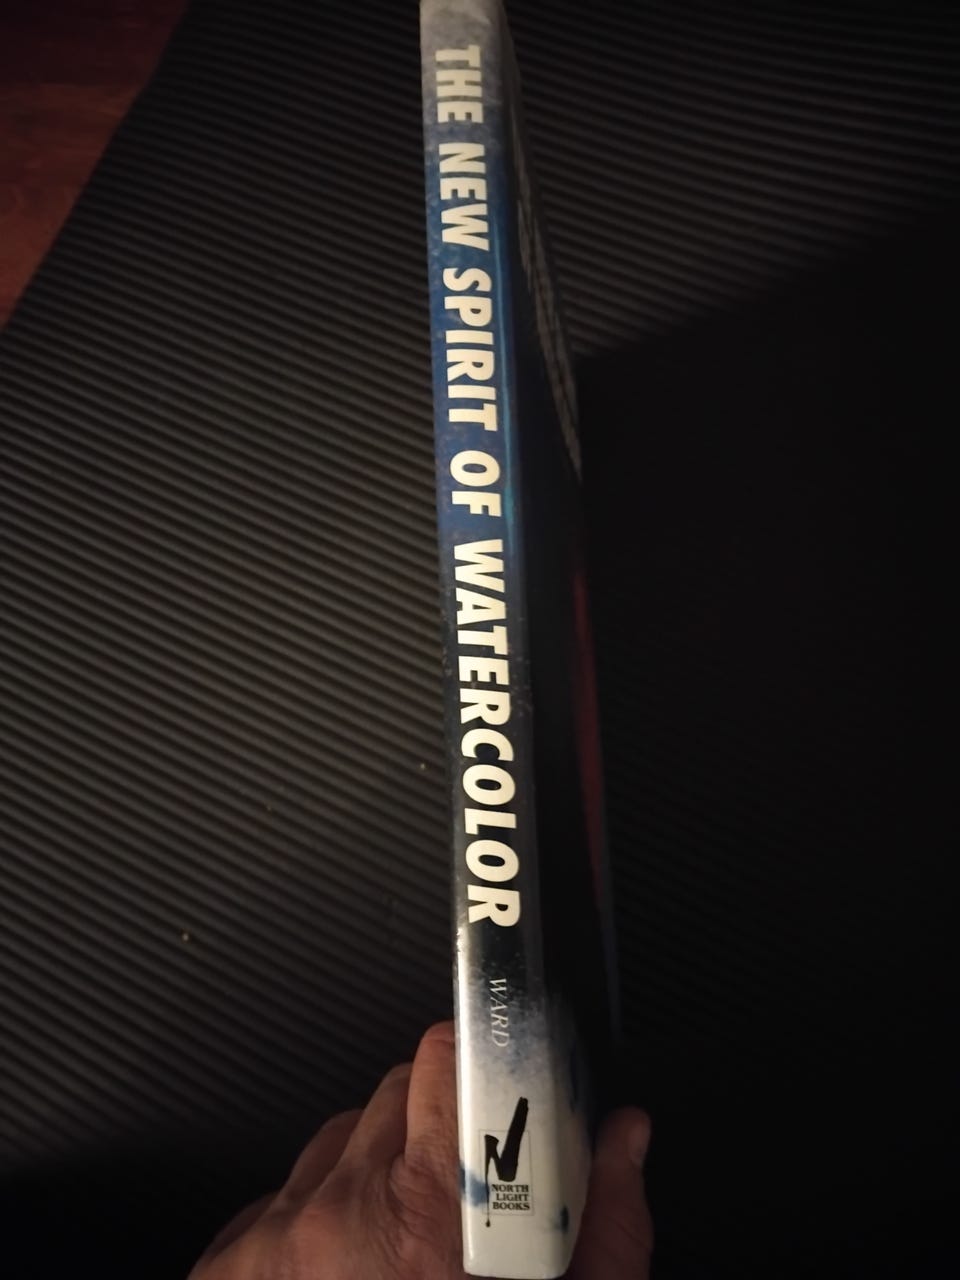 THE NEW SPIRIT OF WATERCOLOR
WARD
NORTH
LIGHT
BOOKS